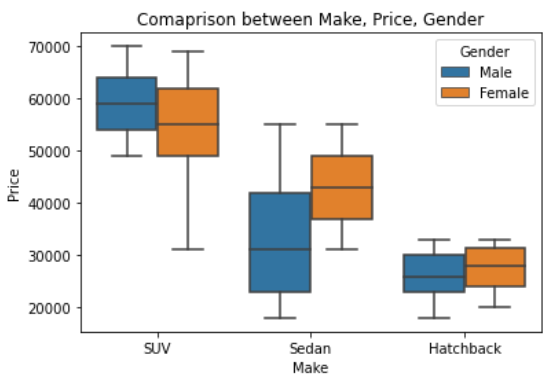 Comaprison between Make, Price, Gender
70000
60000
50000
40000
30000
20000
Price
Gender
Male
Female
SUV
Sedan
Hatchback
Make